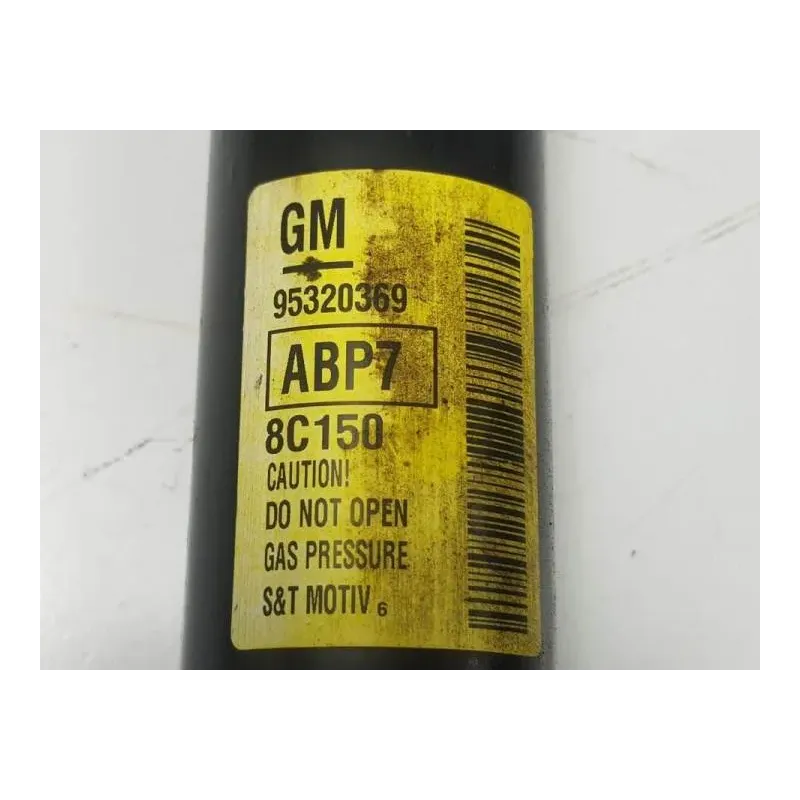 GM
95320369
ABP7
8C150
CAUTION!
DO NOT OPEN
GAS PRESSURE
S&T MOTIV 6